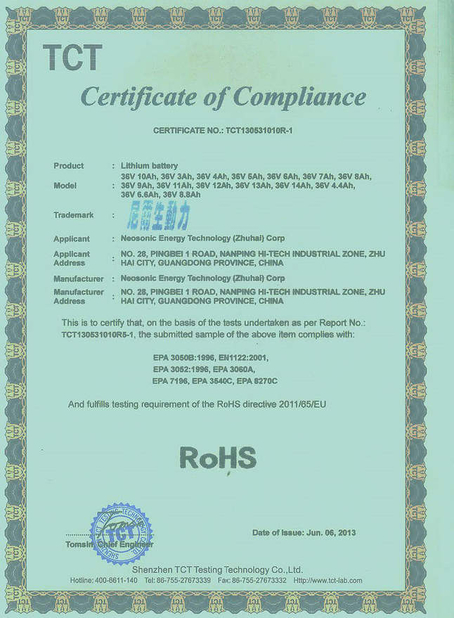 TCT
Certificate of Compliance
CERTIFICATE NO.: TCT130531010R-1
Product : Lithium battery
36V 10Ah, 36V 3Ah, 36V 4Ah, 36V 5Ah, 36V 6Ah, 36V 7Ah, 36V 8Ah,
Model : 36V 9Ah, 36V 11Ah, 36V 12Ah, 36V 13Ah, 36V 14Ah, 36V 4.4Ah,
36V 6.6Ah, 36V 8.8Ah
Trademark : 尼爾生動力
Applicant : Neosonic Energy Technology (Zhuhai) Corp
Applicant Address : NO. 28, PINGBEI 1 ROAD, NANPING HI-TECH INDUSTRIAL ZONE, ZHU
HAI CITY, GUANGDONG PROVINCE, CHINA
Manufacturer : Neosonic Energy Technology (Zhuhai) Corp
Manufacturer Address : NO. 28, PINGBEI 1 ROAD, NANPING HI-TECH INDUSTRIAL ZONE, ZHU
HAI CITY, GUANGDONG PROVINCE, CHINA
This is to certify that, on the basis of the tests undertaken as per Report No.:
TCT130531010R5-1, the submitted sample of the above item complies with:
EPA 3050B:1996, EN1122:2001,
EPA 3052:1996, EPA 3060A,
EPA 7196, EPA 3540C, EPA 8270C
And fulfills testing requirement of the RoHS directive 2011/65/EU
RoHS
TCT
Tomsin, Chief Engineer
Date of Issue: Jun. 06, 2013
Shenzhen TCT Testing Technology Co.,Ltd.
Hotline: 400-8611-140 Tel: 86-755-27673339 Fax: 86-755-27673332 Http://www.tct-lab.com